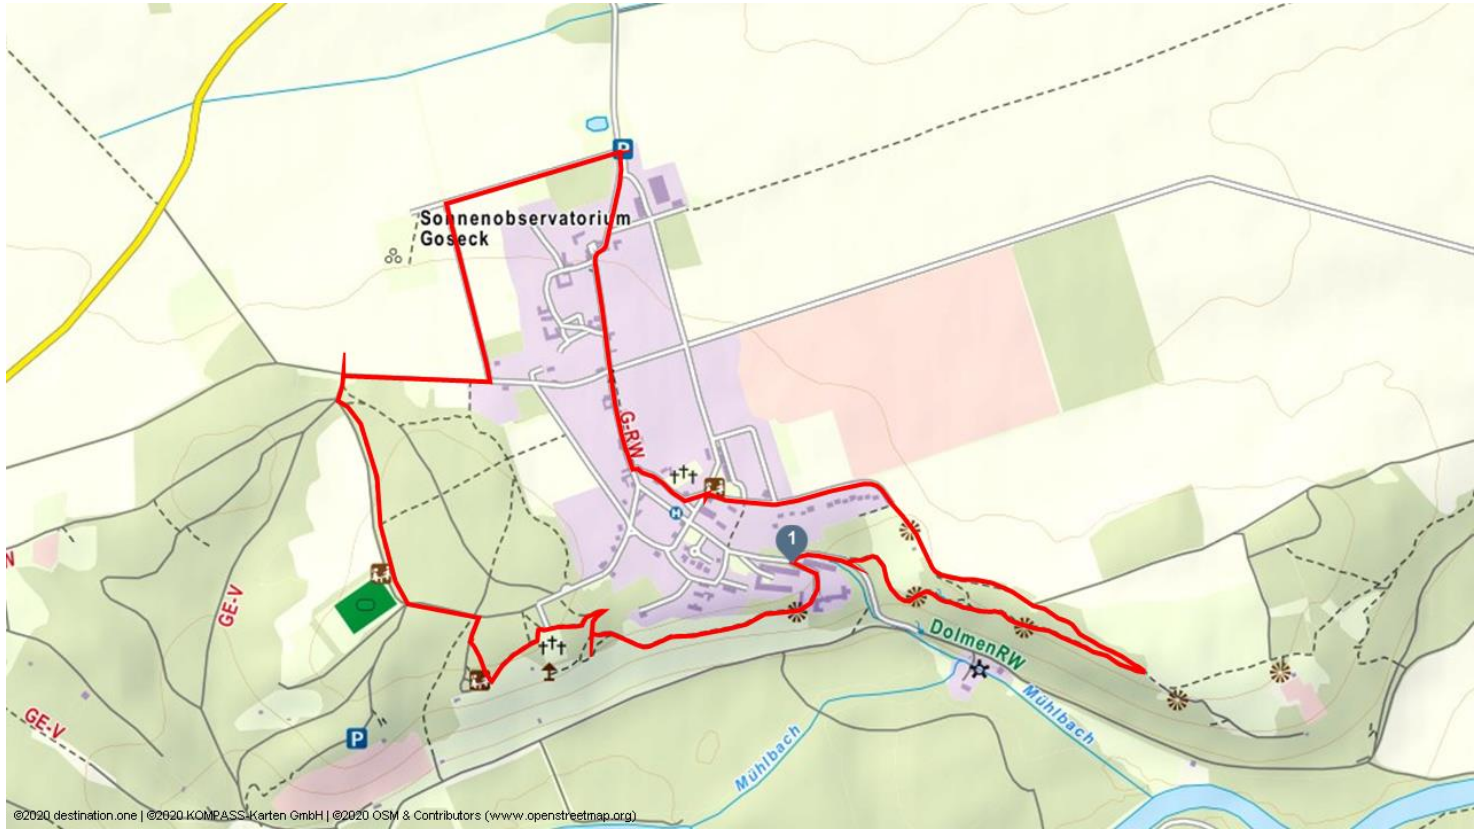 P
Sonnenobservatorium
Goseck
G-RW
H
1
GE-V
DolmenRW
GE-V
P
Mühlbach
Mühlbach
©2020 destination.one | ©2020 KOMPASS-Karten GmbH | ©2020 OSM & Contributors (www.openstreetmap.org)